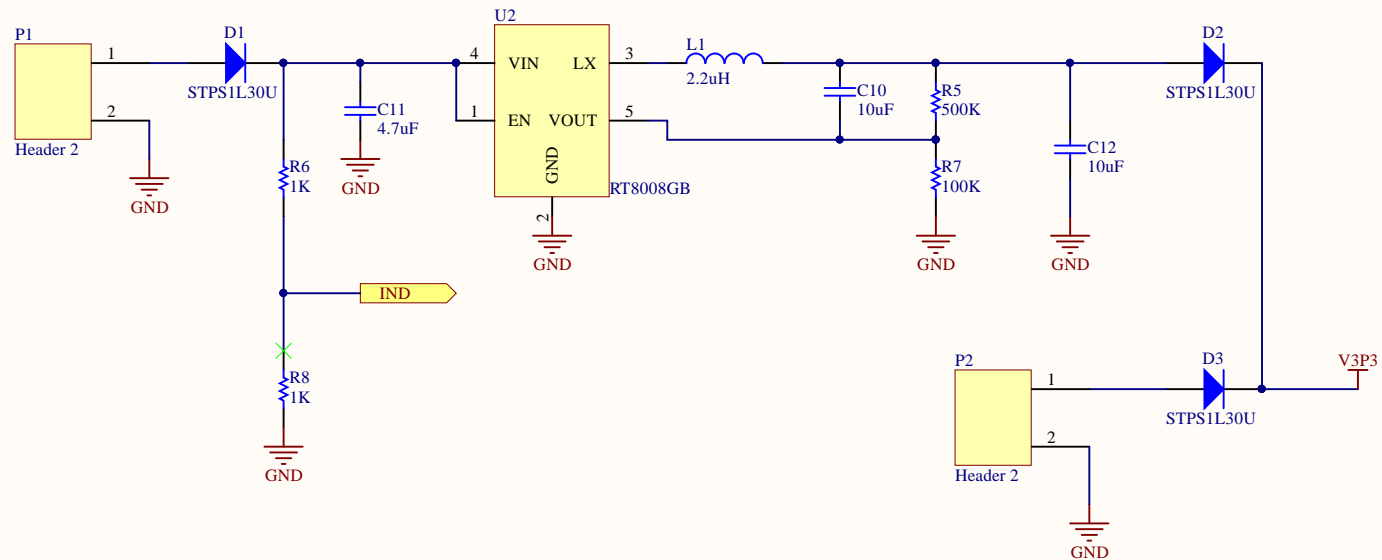 P1
1
2
Header 2
GND
D1
STPS1L30U
R6
1K
C11
4.7uF
GND
IND
R8
1K
GND
U2
4
VIN
LX
3
1
EN
VOUT
5
GND
2
RT8008GB
GND
L1
2.2uH
C10
10uF
R5
500K
R7
100K
GND
C12
10uF
GND
D2
STPS1L30U
P2
1
2
Header 2
GND
D3
STPS1L30U
V3P3